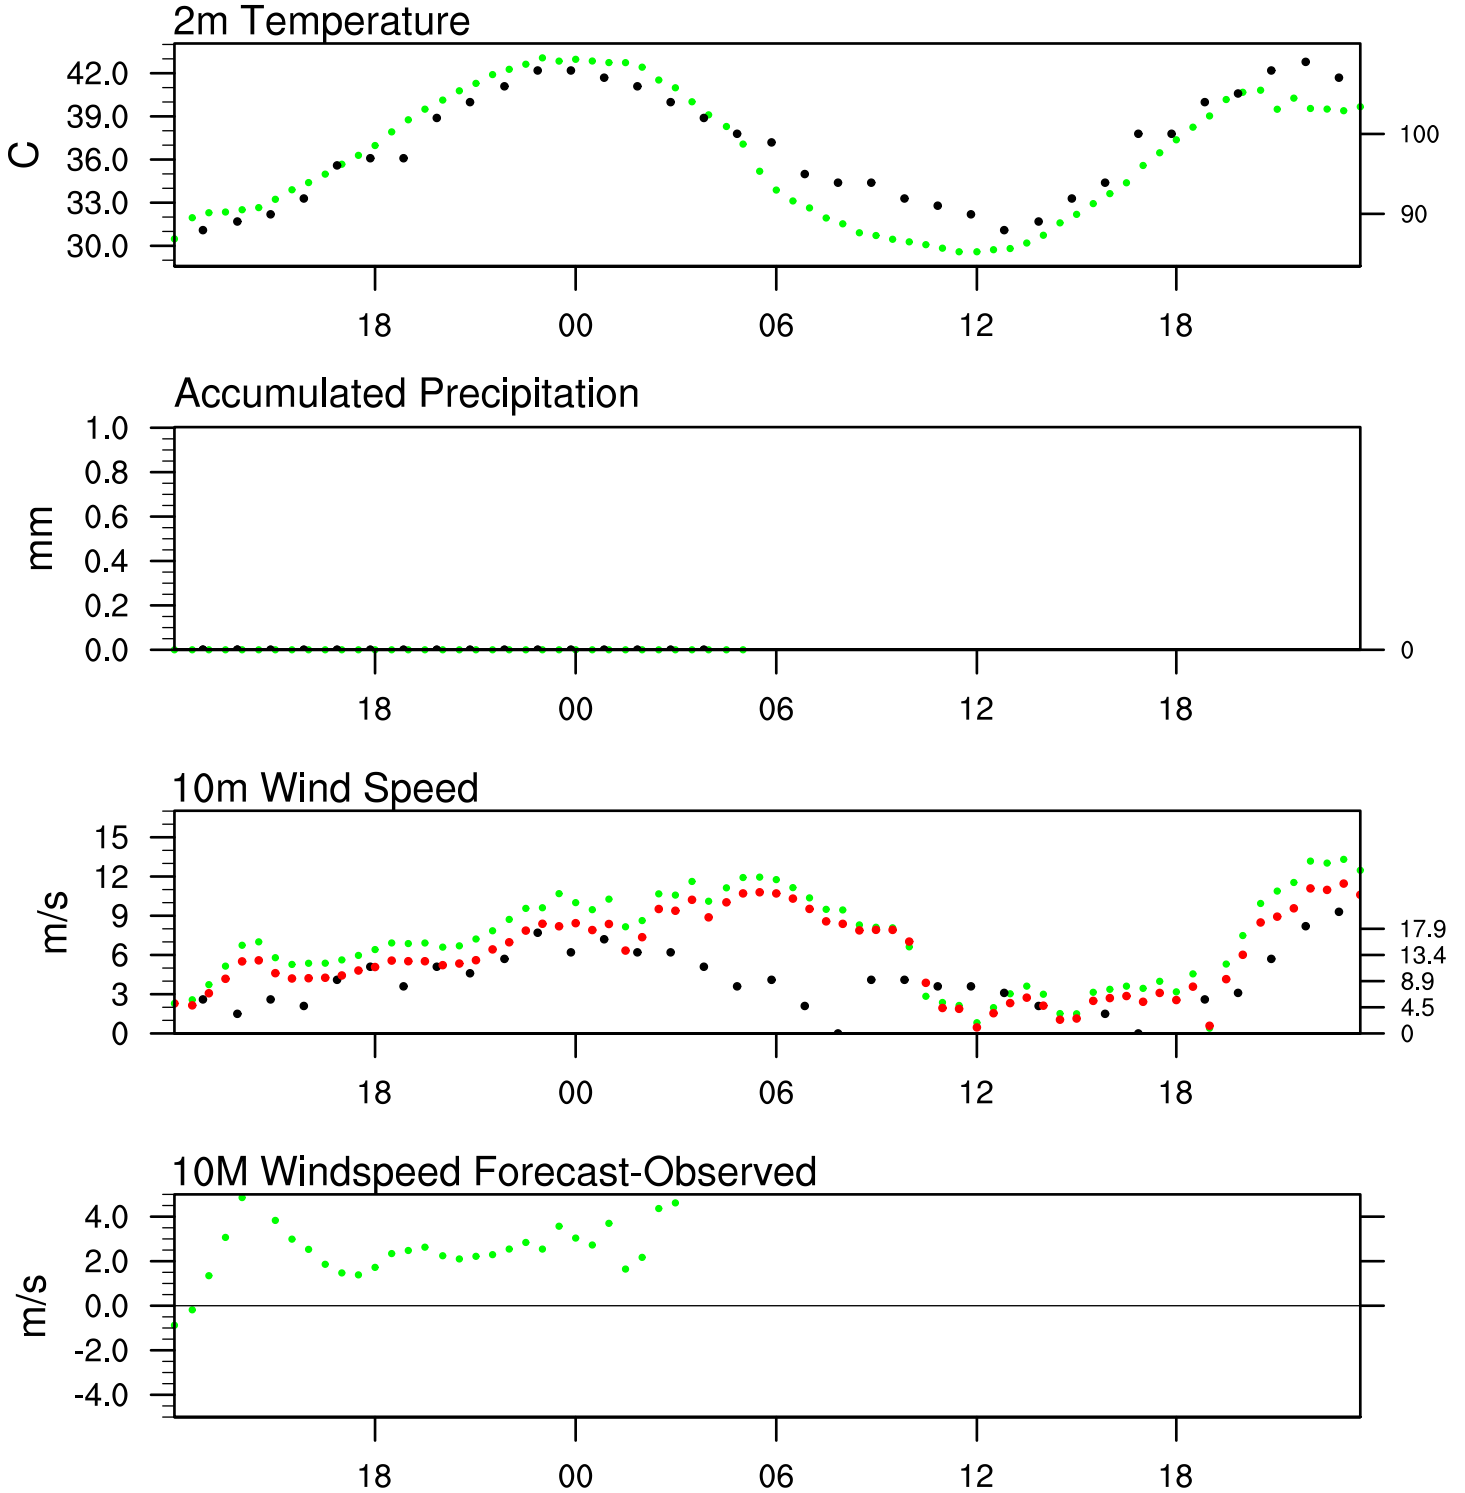 2m Temperature
42.0
39.0
36.0
33.0
30.0
C
100
90
18 00 06 12 18
Accumulated Precipitation
1.0
0.8
0.6
0.4
0.2
0.0
mm
0
18 00 06 12 18
10m Wind Speed
15
12
9
6
3
0
m/s
17.9
13.4
8.9
4.5
0
18 00 06 12 18
10M Windspeed Forecast-Observed
4.0
2.0
0.0
-2.0
-4.0
m/s
18 00 06 12 18